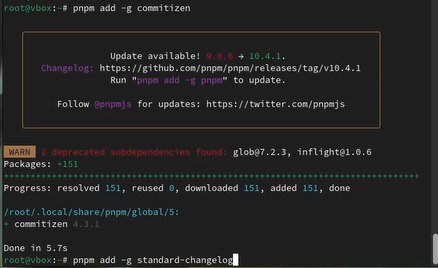 root@vbox:~# pnpm add -g commitizen
Update available! 9.0.6 → 10.4.1.
Changelog: https://github.com/pnpm/pnpm/releases/tag/v10.4.1
Run "pnpm add -g pnpm" to update.
Follow @pnpmjs for updates: https://twitter.com/pnpmjs
WARN 2 deprecated subdependencies found: glob@7.2.3, inflight@1.0.6
Packages: +151
++++++++++++++++++++++++++++++++++++++++++++++++++++++++++++++++++++++++
Progress: resolved 151, reused 0, downloaded 151, added 151, done
/root/.local/share/pnpm/global/5:
+ commitizen 4.3.1
Done in 5.7s
root@vbox:~# pnpm add -g standard-changelog